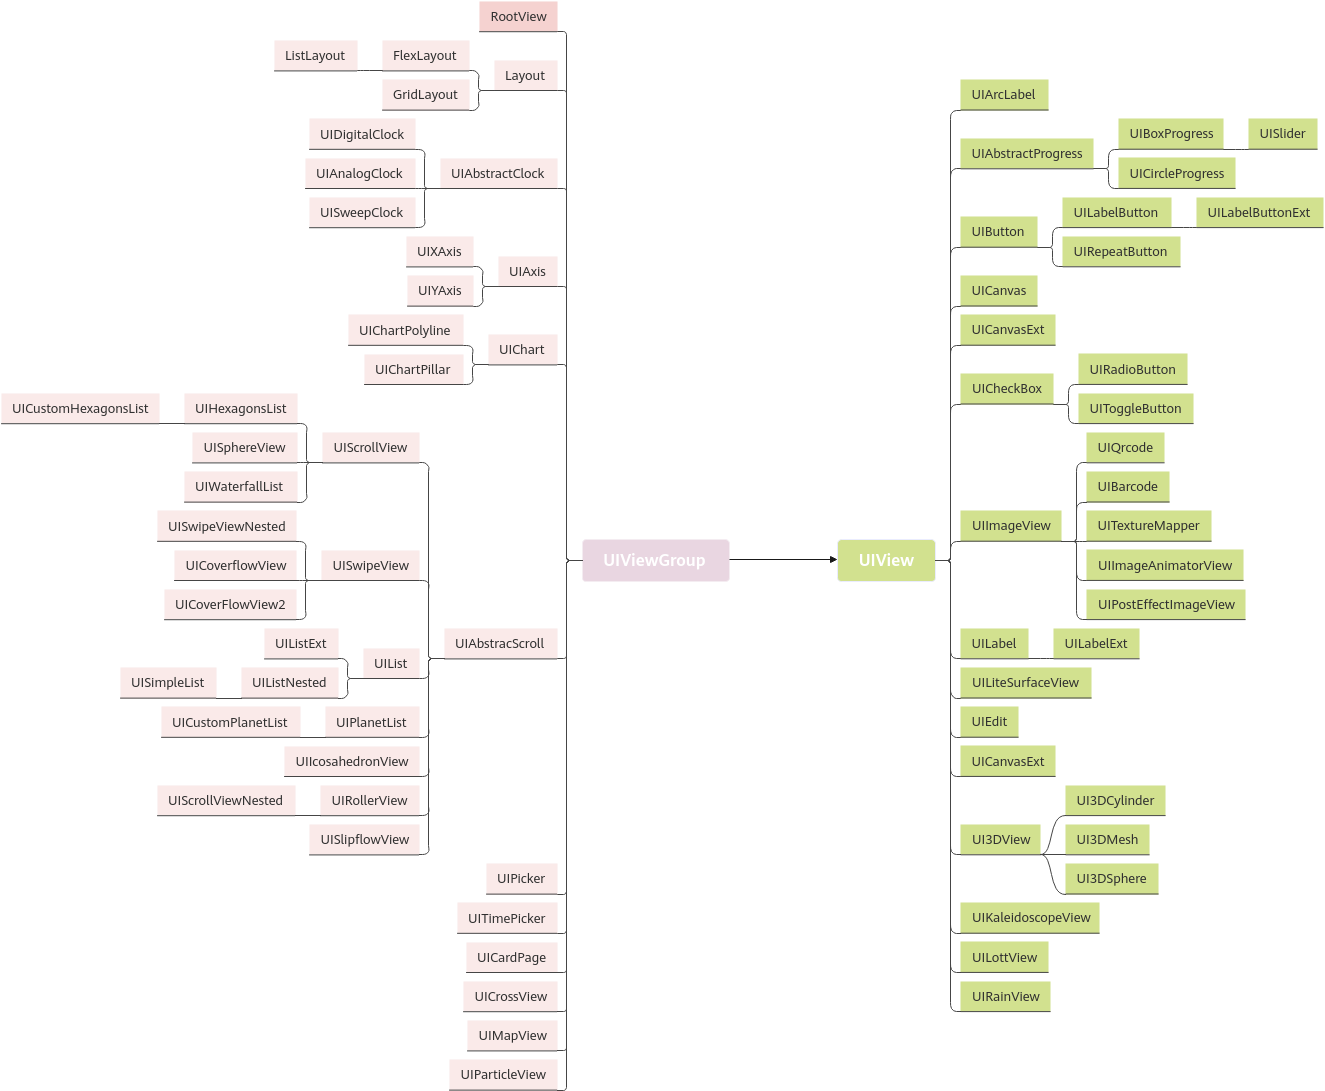 RootView
ListLayout
FlexLayout
Layout
GridLayout
UIDigitalClock
UIAnalogClock
UIAbstractClock
UISweepClock
UIXAxis
UIAxis
UIYAxis
UIChartPolyline
UIChart
UIChartPillar
UICustomHexagonsList
UIHexagonsList
UISphereView
UIScrollView
UIWaterfallList
UISwipeViewNested
UICoverflowView
UISwipeView
UICoverFlowView2
UIAbstracScroll
UIListExt
UIList
UISimpleList
UIListNested
UICustomPlanetList
UIPlanetList
UIIcosahedronView
UIScrollViewNested
UIRollerView
UISlipflowView
UIPicker
UITimePicker
UICardPage
UICrossView
UIMapView
UIParticleView
UIViewGroup
UIView
UIArcLabel
UIAbstractProgress
UIBoxProgress
UISlider
UICircleProgress
UIButton
UILabelButton
UILabelButtonExt
UIRepeatButton
UICanvas
UICanvasExt
UICheckBox
UIRadioButton
UIToggleButton
UIImageView
UIQrcode
UIBarcode
UITextureMapper
UIImageAnimatorView
UIPostEffectImageView
UILabel
UILabelExt
UILiteSurfaceView
UIEdit
UICanvasExt
UI3DView
UI3DCylinder
UI3DMesh
UI3DSphere
UIKaleidoscopeView
UILottView
UIRainView